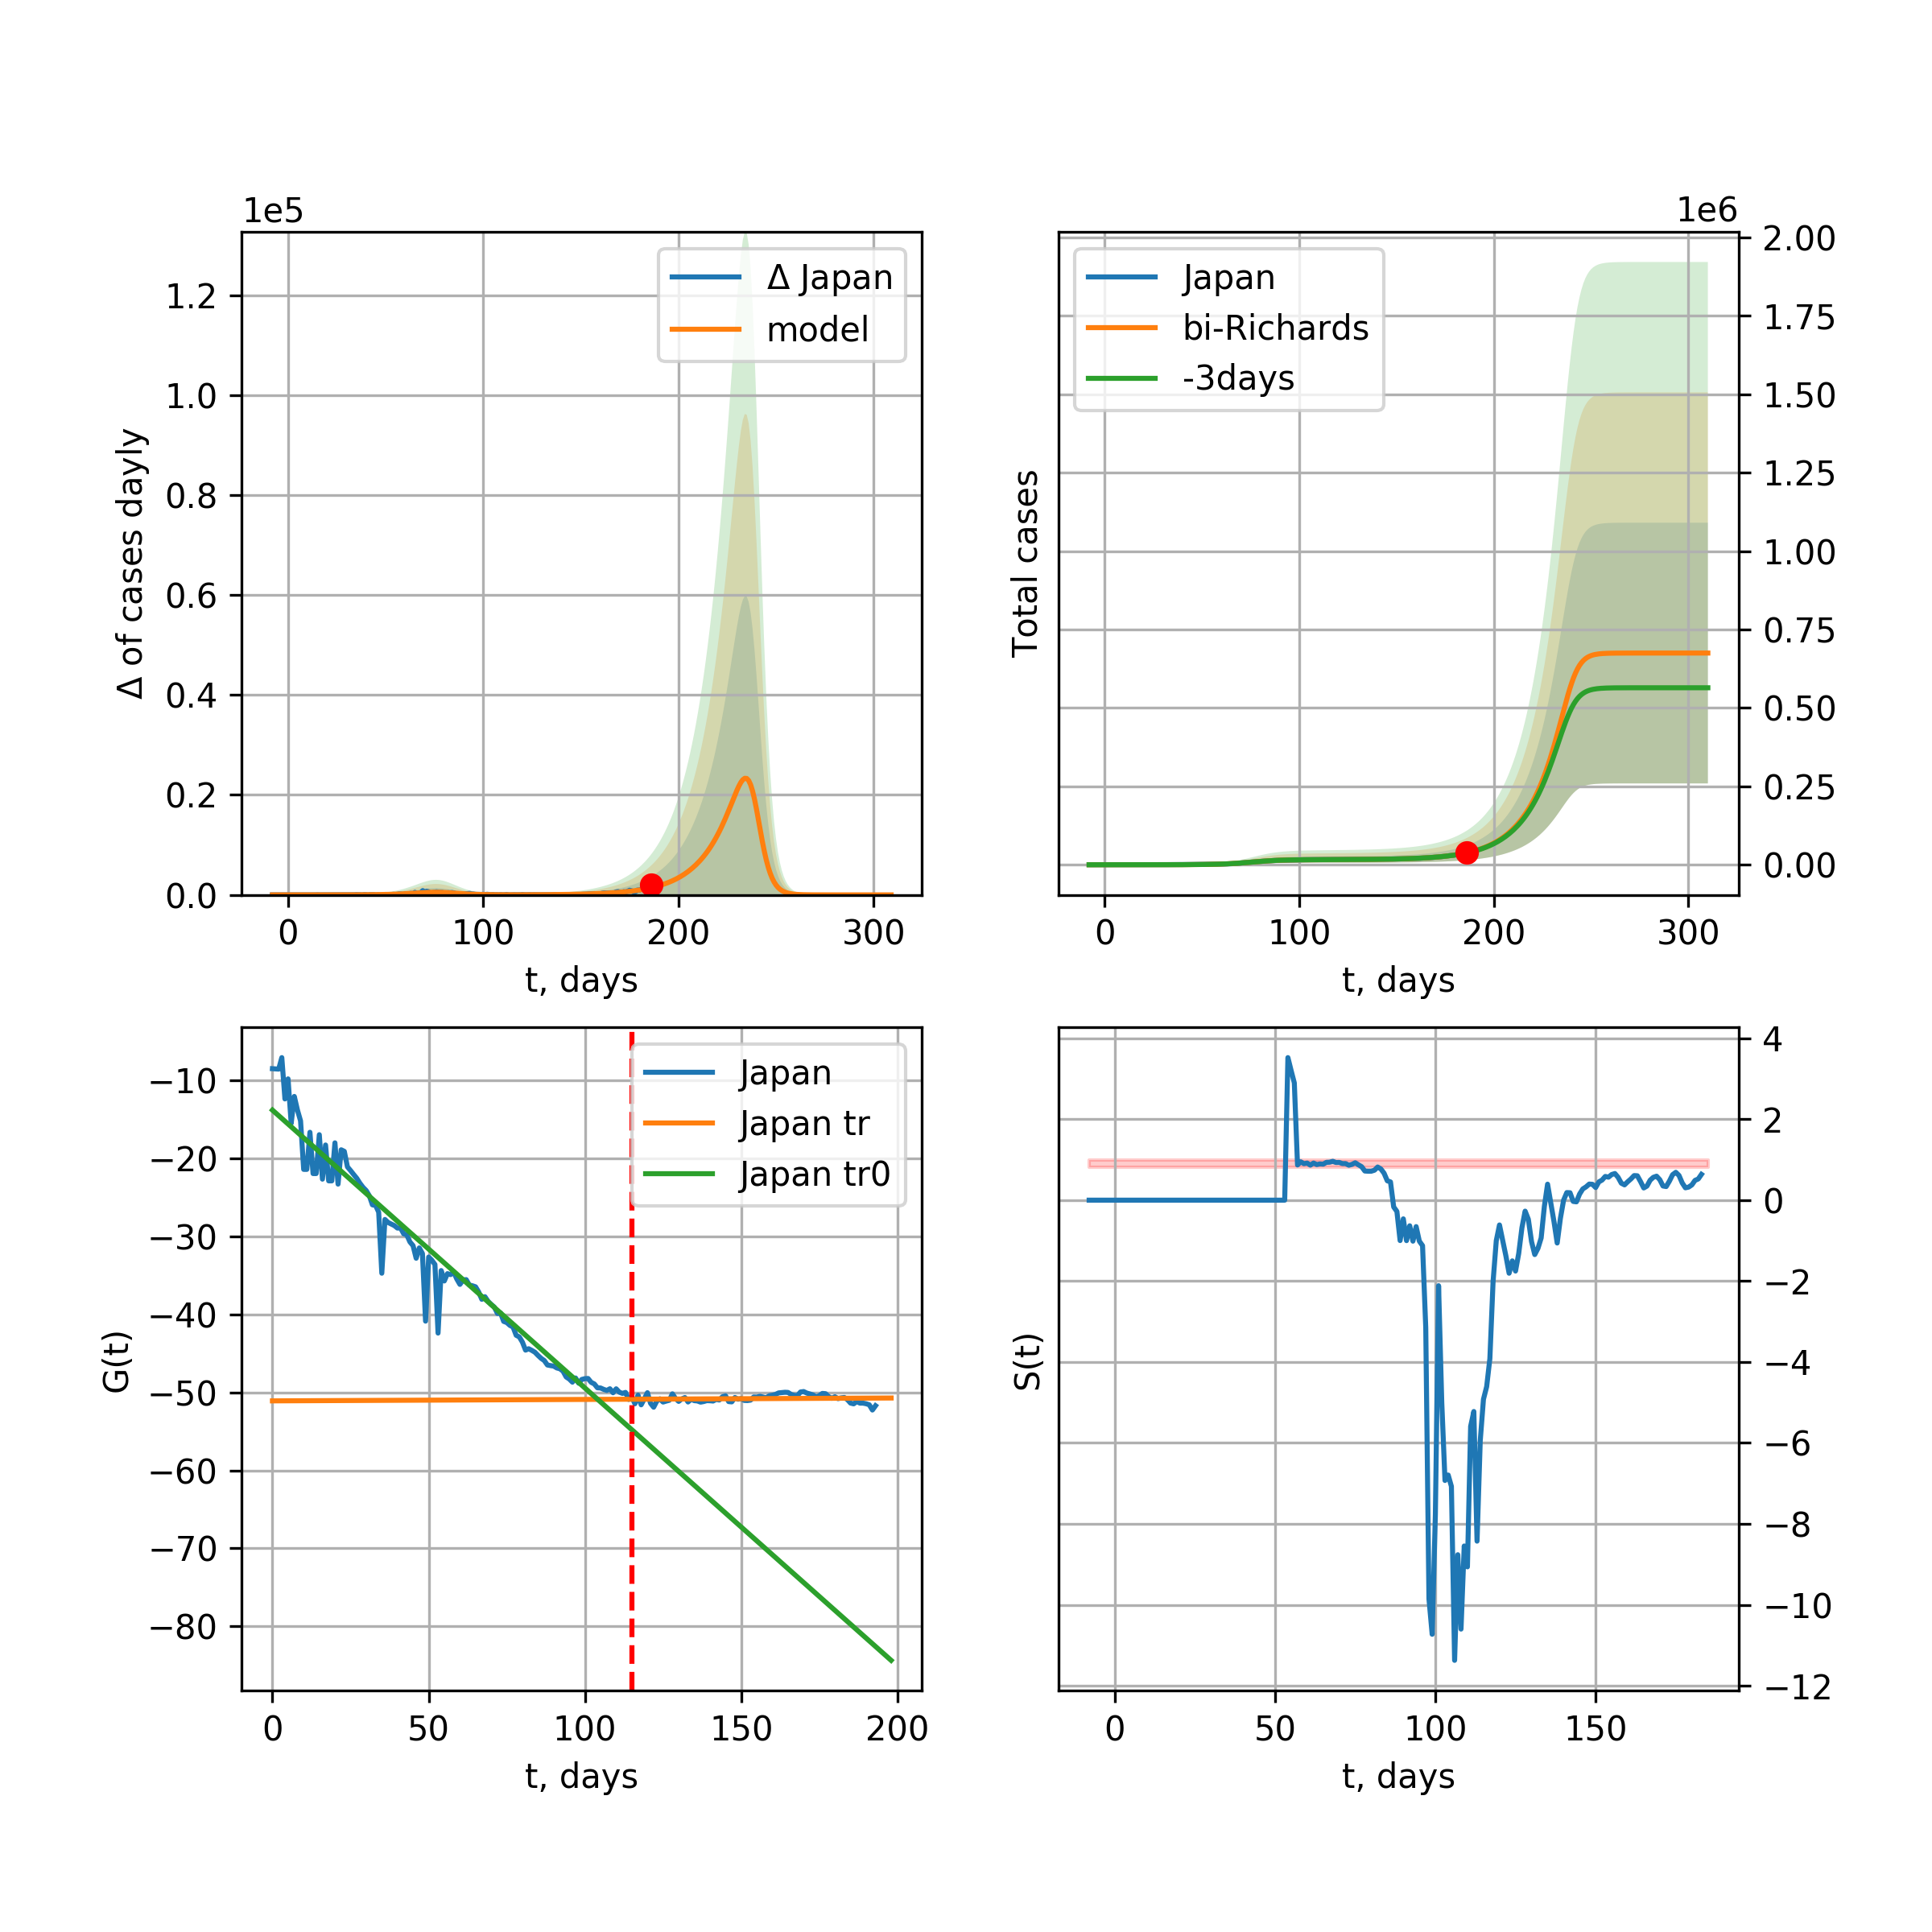 1e5
Δ of cases dayly
1.2
1.0
0.8
0.6
0.4
0.2
0.0
0 100 200 300
t, days
Δ Japan
model
1e6
Total cases
2.00
1.75
1.50
1.25
1.00
0.75
0.50
0.25
0.00
0 100 200 300
t, days
Japan
bi-Richards
-3days
G(t)
−10
−20
−30
−40
−50
−60
−70
−80
0 50 100 150 200
t, days
Japan
Japan tr
Japan tr0
S(t)
4
2
0
−2
−4
−6
−8
−10
−12
0 50 100 150
t, days